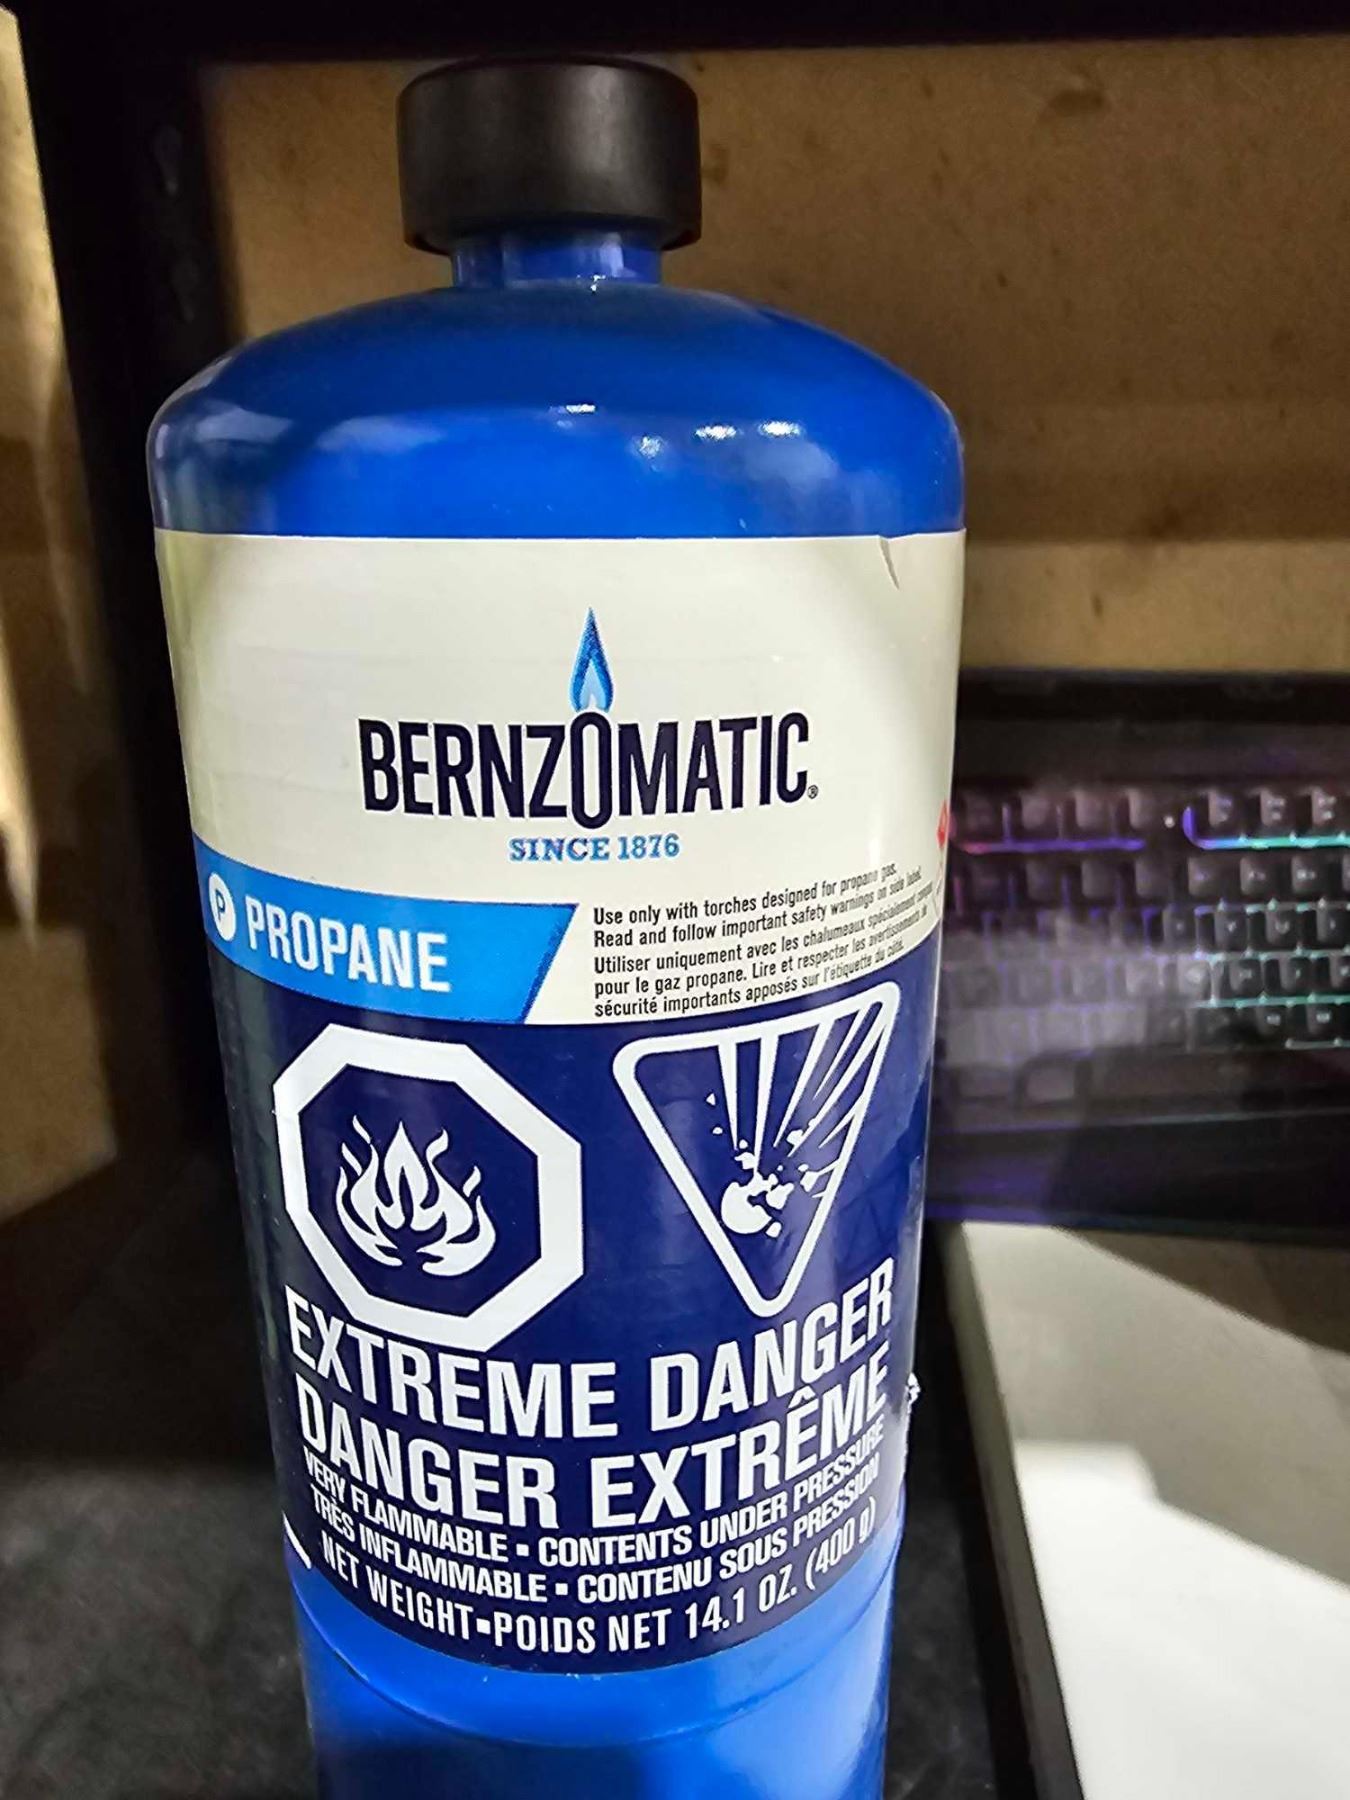 BERNZOMATIC®
SINCE 1876
P PROPANE
Use only with torches designed for propane gas.
Read and follow important safety warnings on side label.
Utiliser uniquement avec les chalumeaux spécialement conçus
pour le gaz propane. Lire et respecter les avertissements de
sécurité importants apposés sur l'étiquette du côté.
EXTREME DANGER
DANGER EXTRÊME
VERY FLAMMABLE ▪ CONTENTS UNDER PRESSURE
TRÈS INFLAMMABLE ▪ CONTENU SOUS PRESSION
NET WEIGHT▪POIDS NET 14.1 OZ. (400 g)